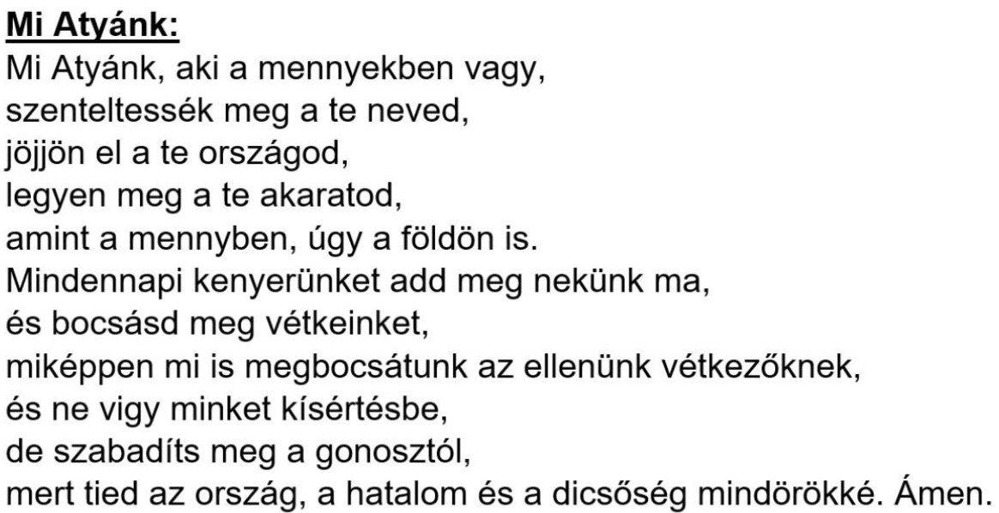 Mi Atyánk:
Mi Atyánk, aki a mennyekben vagy,
szenteltessék meg a te neved,
jöjjön el a te országod,
legyen meg a te akaratod,
amint a mennyben, úgy a földön is.
Mindennapi kenyerünket add meg nekünk ma,
és bocsásd meg vétkeinket,
miképpen mi is megbocsátunk az ellenünk vétkezőknek,
és ne vigy minket kísértésbe,
de szabadíts meg a gonosztól,
mert tied az ország, a hatalom és a dicsőség mindörökké. Ámen.